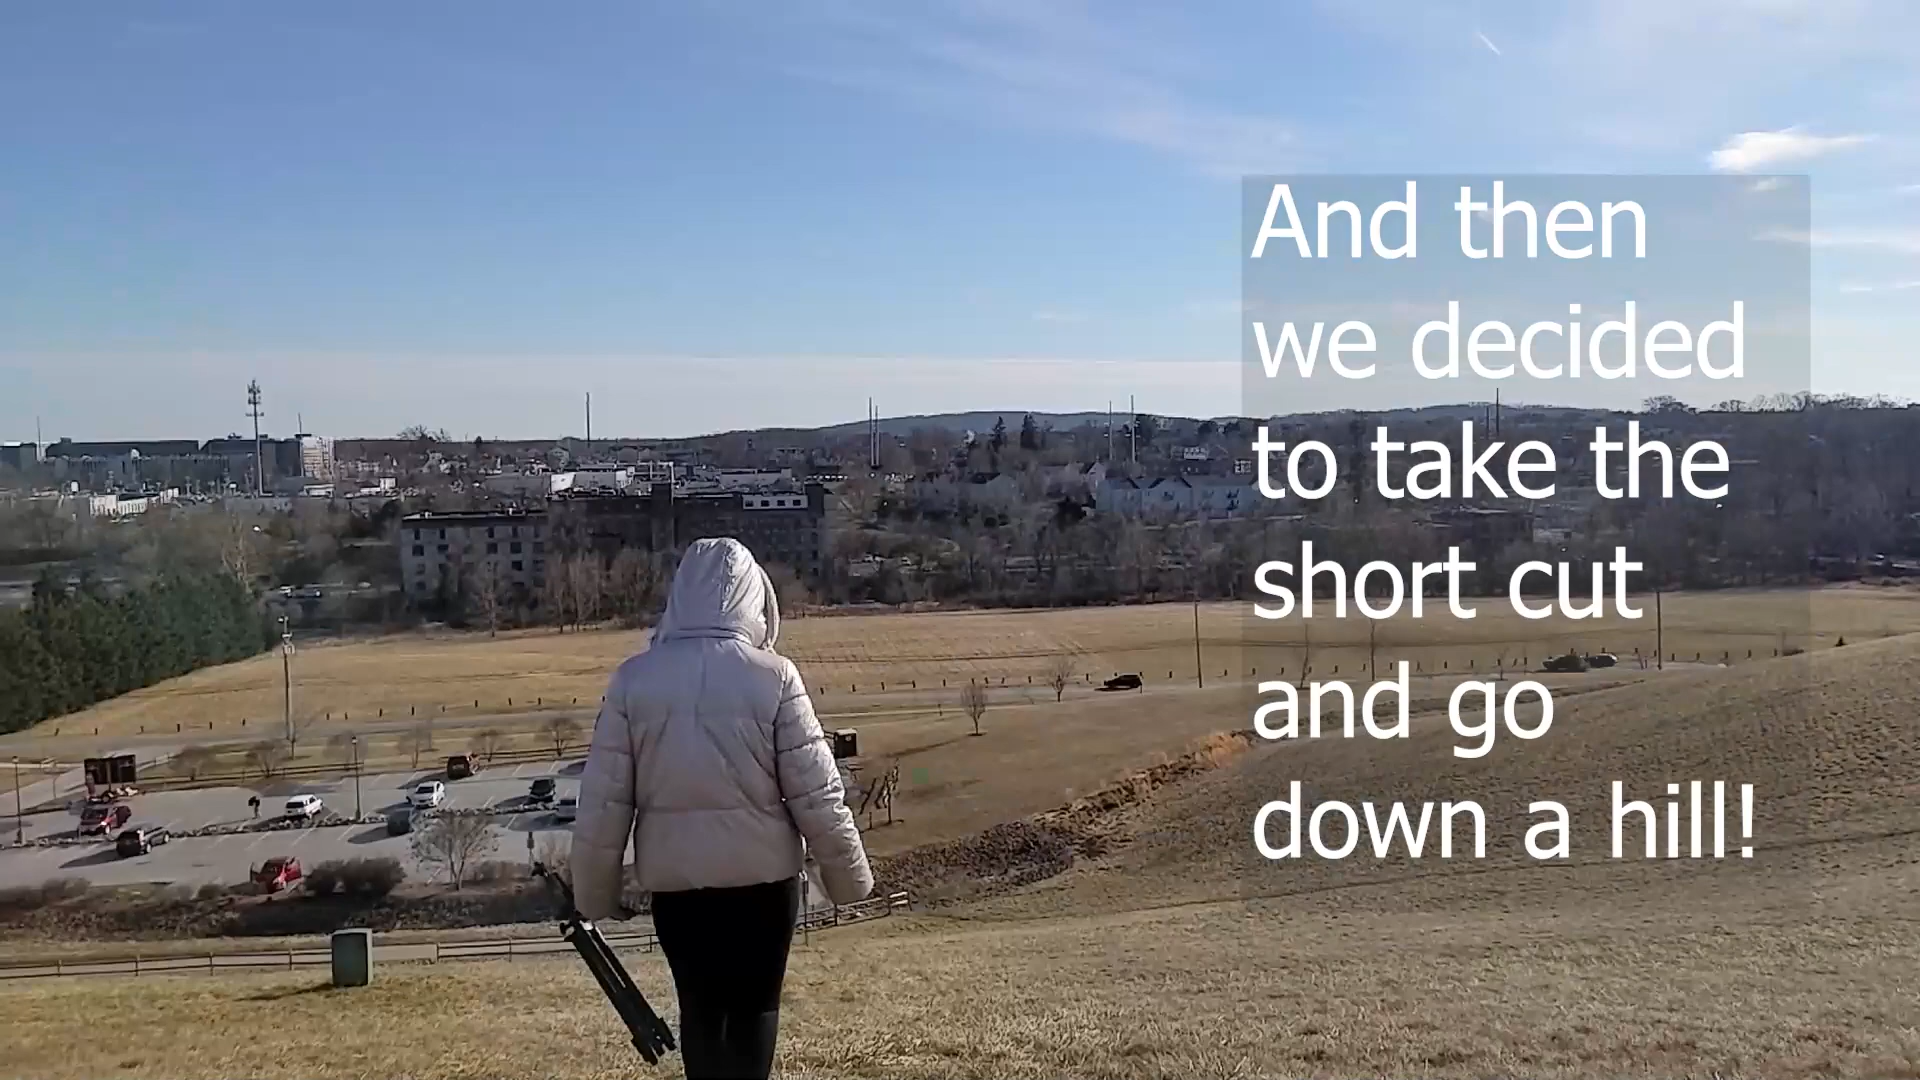 And then
we decided
to take the
short cut
and go
down a hill!